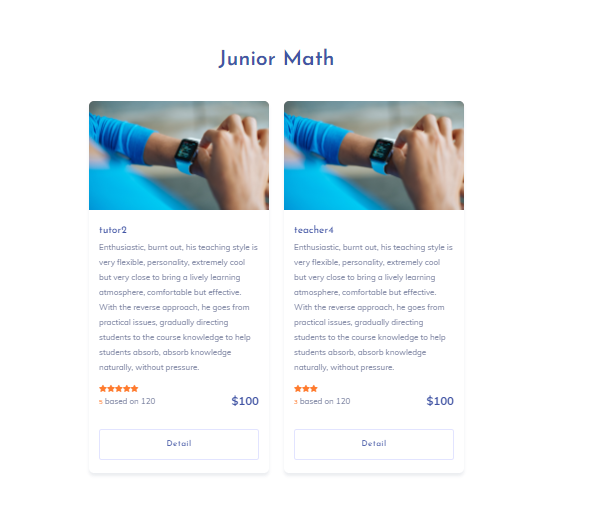 Junior Math
tutor2
Enthusiastic, burnt out, his teaching style is
very flexible, personality, extremely cool
but very close to bring a lively learning
atmosphere, comfortable but effective.
With the reverse approach, he goes from
practical issues, gradually directing
students to the course knowledge to help
students absorb, absorb knowledge
naturally, without pressure.
5 based on 120
$100
Detail
teacher4
Enthusiastic, burnt out, his teaching style is
very flexible, personality, extremely cool
but very close to bring a lively learning
atmosphere, comfortable but effective.
With the reverse approach, he goes from
practical issues, gradually directing
students to the course knowledge to help
students absorb, absorb knowledge
naturally, without pressure.
3 based on 120
$100
Detail